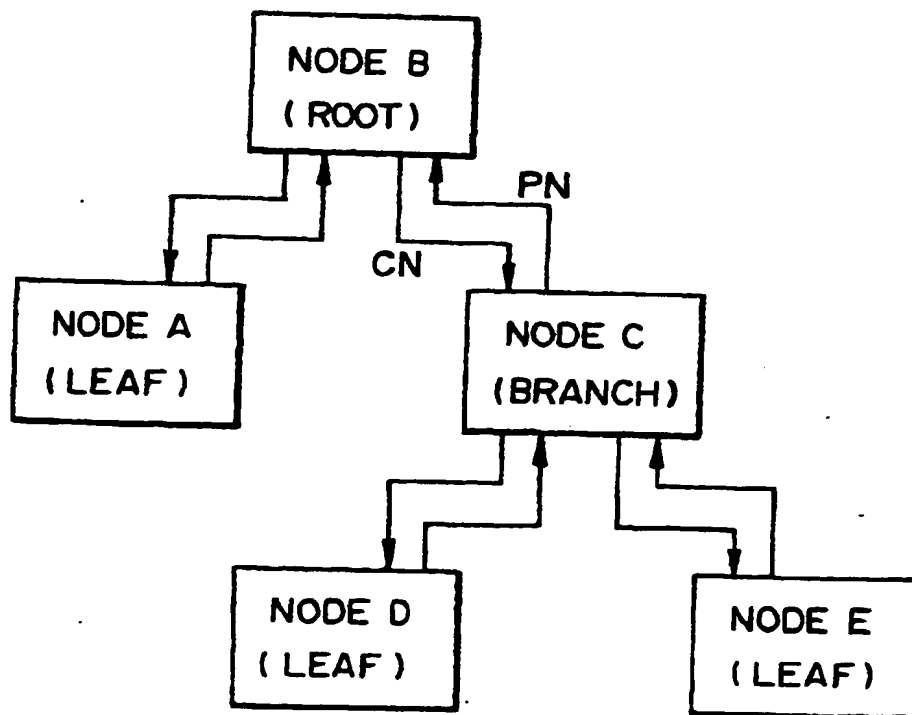 NODE B
(ROOT)
PN
CN
NODE A
(LEAF)
NODE C
(BRANCH)
NODE D
(LEAF)
NODE E
(LEAF)